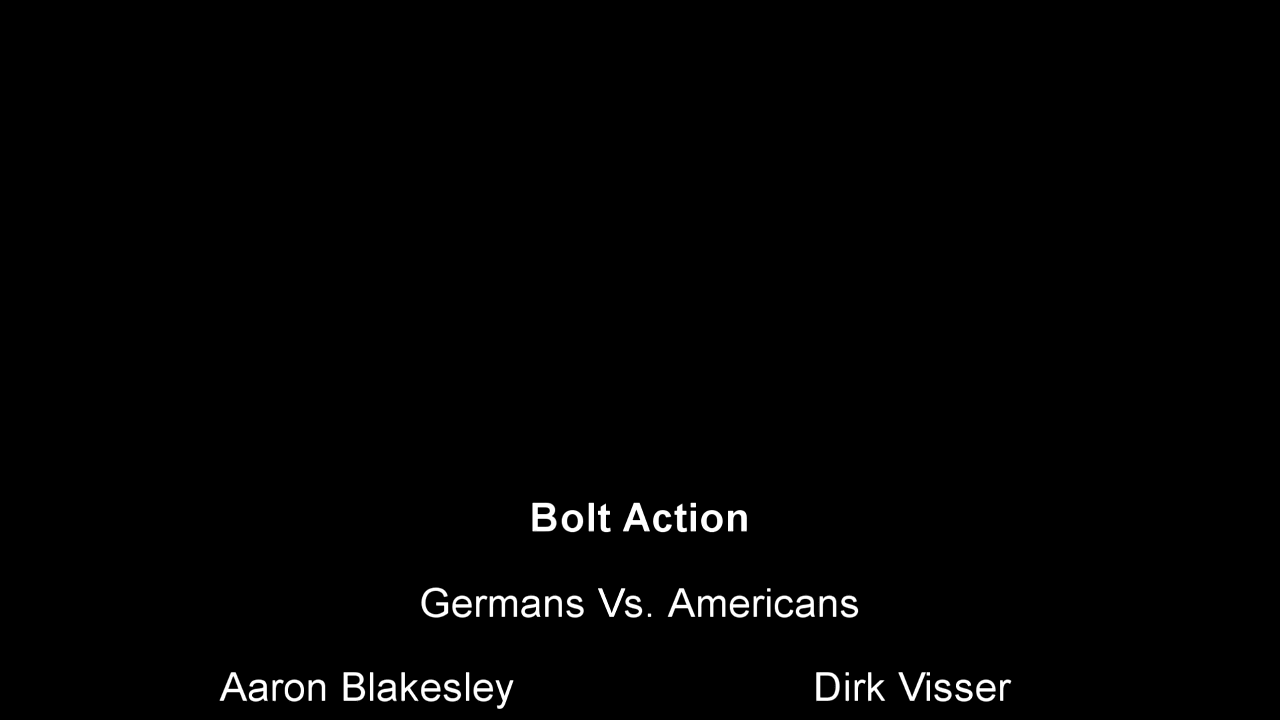 Bolt Action
Germans Vs. Americans
Aaron Blakesley Dirk Visser